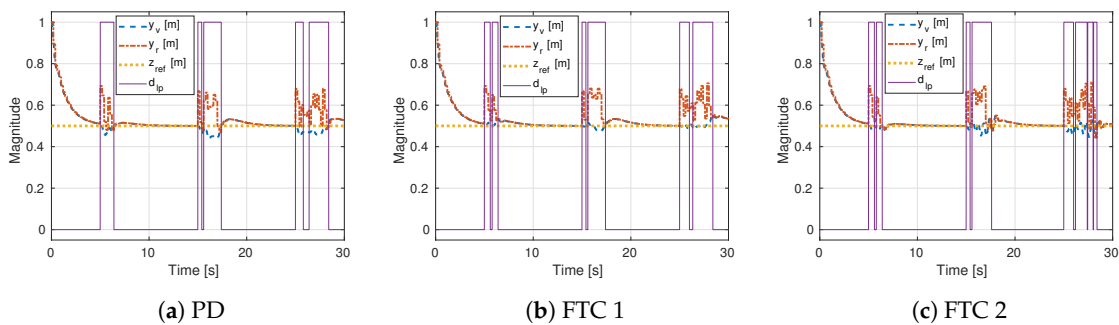 1
0.8
0.6
0.4
0.2
0
Magnitude
0 10 20 30
Time [s]
y_v [m]
y_r [m]
z_ref [m]
d_lp
(a) PD
1
0.8
0.6
0.4
0.2
0
Magnitude
0 10 20 30
Time [s]
y_v [m]
y_r [m]
z_ref [m]
d_lp
(b) FTC 1
1
0.8
0.6
0.4
0.2
0
Magnitude
0 10 20 30
Time [s]
y_v [m]
y_r [m]
z_ref [m]
d_lp
(c) FTC 2